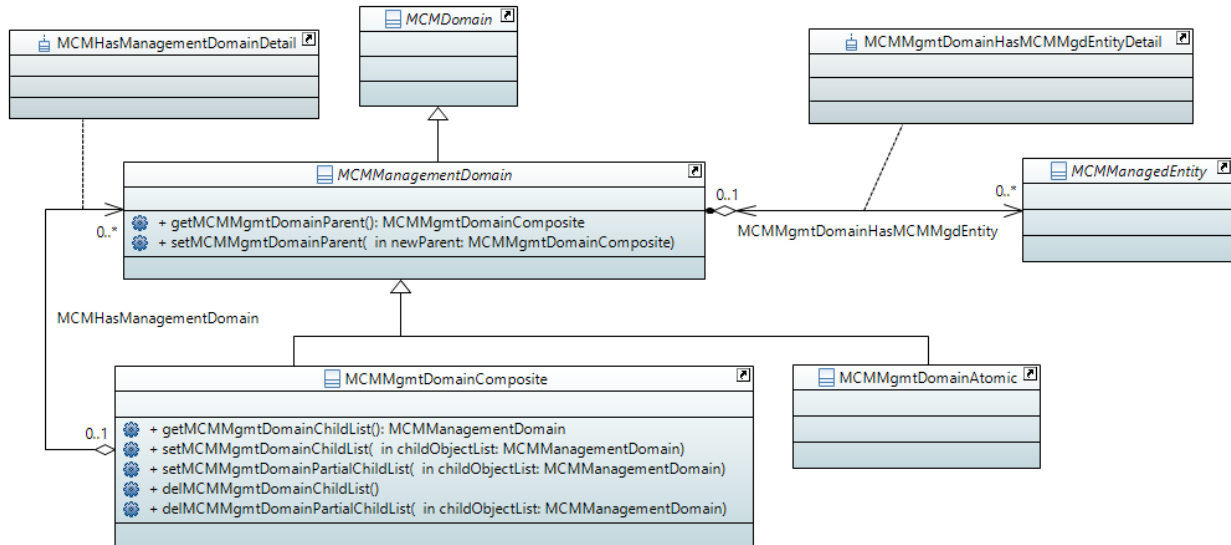 MCMDomain
MCMHasManagementDomainDetail
MCMMgmtDomainHasMCMMgdEntityDetail
MCMManagementDomain
+ getMCMMgmtDomainParent(): MCMMgmtDomainComposite
+ setMCMMgmtDomainParent( in newParent: MCMMgmtDomainComposite)
0..*
0..1
0..*
MCMManagedEntity
MCMMgmtDomainHasMCMMgdEntity
MCMHasManagementDomain
MCMMgmtDomainComposite
+ getMCMMgmtDomainChildList(): MCMManagementDomain
+ setMCMMgmtDomainChildList( in childObjectList: MCMManagementDomain)
+ setMCMMgmtDomainPartialChildList( in childObjectList: MCMManagementDomain)
+ delMCMMgmtDomainChildList()
+ delMCMMgmtDomainPartialChildList( in childObjectList: MCMManagementDomain)
0..1
MCMMgmtDomainAtomic